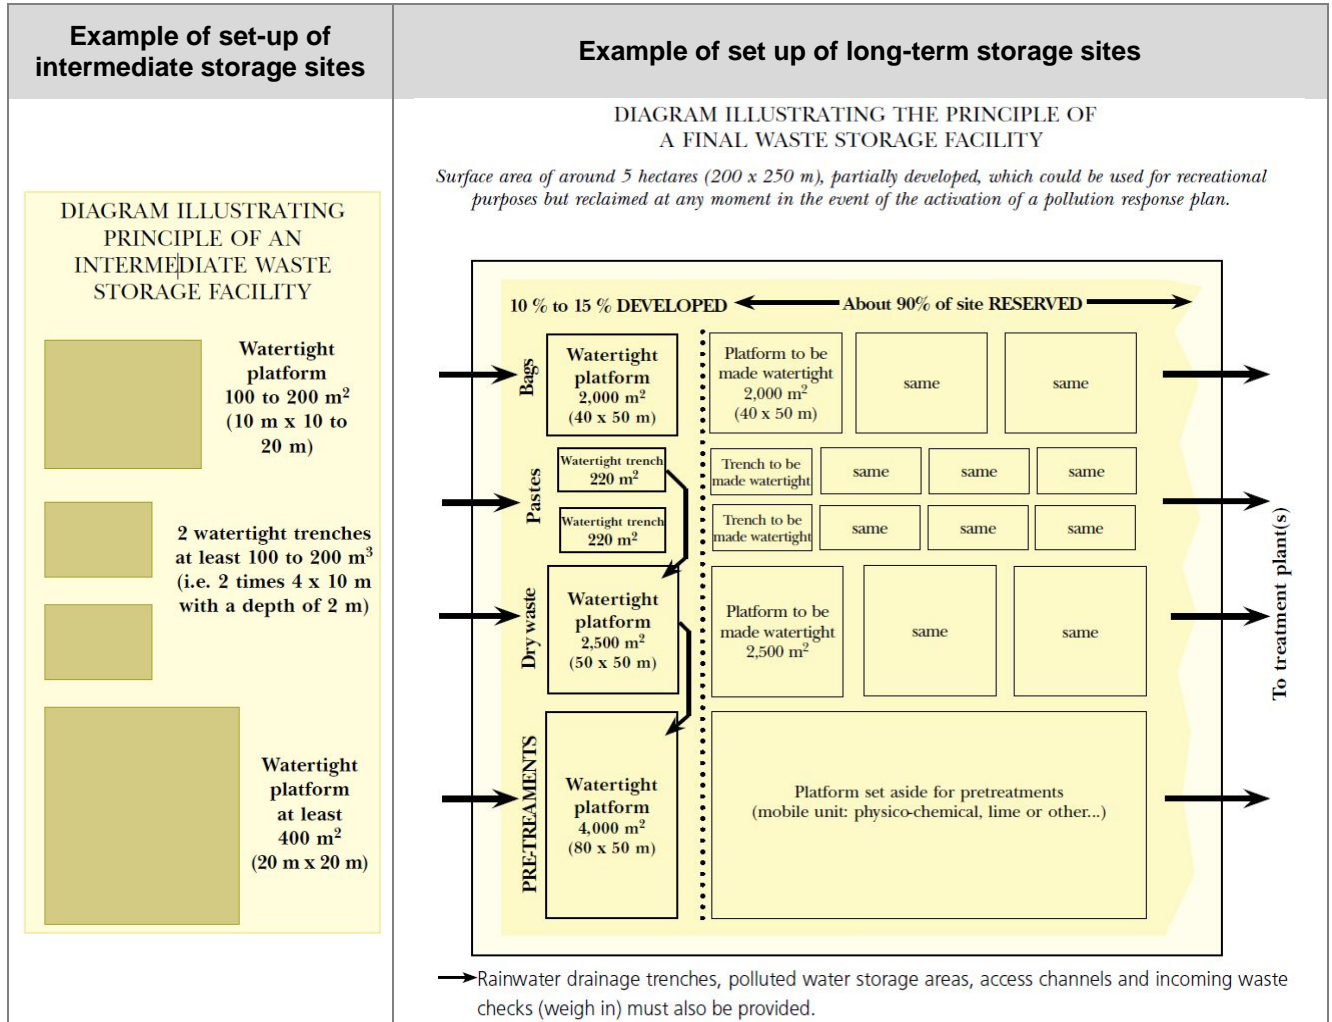 Example of set-up of
intermediate storage sites
Example of set up of long-term storage sites
DIAGRAM ILLUSTRATING
PRINCIPLE OF AN
INTERMEDIATE WASTE
STORAGE FACILITY
Watertight
platform
100 to 200 m²
(10 m x 10 to
20 m)
2 watertight trenches
at least 100 to 200 m³
(i.e. 2 times 4 x 10 m
with a depth of 2 m)
Watertight
platform
at least
400 m²
(20 m x 20 m)
DIAGRAM ILLUSTRATING THE PRINCIPLE OF
A FINAL WASTE STORAGE FACILITY
Surface area of around 5 hectares (200 x 250 m), partially developed, which could be used for recreational
purposes but reclaimed at any moment in the event of the activation of a pollution response plan.
10 % to 15 % DEVELOPED
About 90% of site RESERVED
Bags
Watertight
platform
2,000 m²
(40 x 50 m)
Platform to be
made watertight
2,000 m²
(40 x 50 m)
same
same
Pastes
Watertight trench
220 m²
Trench to be
made watertight
same
same
same
Watertight trench
220 m²
Trench to be
made watertight
same
same
same
Dry waste
Watertight
platform
2,500 m²
(50 x 50 m)
Platform to be
made watertight
2,500 m²
same
same
PRE-TREAMENTS
Watertight
platform
4,000 m²
(80 x 50 m)
Platform set aside for pretreatments
(mobile unit: physico-chemical, lime or other...)
To treatment plant(s)
Rainwater drainage trenches, polluted water storage areas, access channels and incoming waste
checks (weigh in) must also be provided.